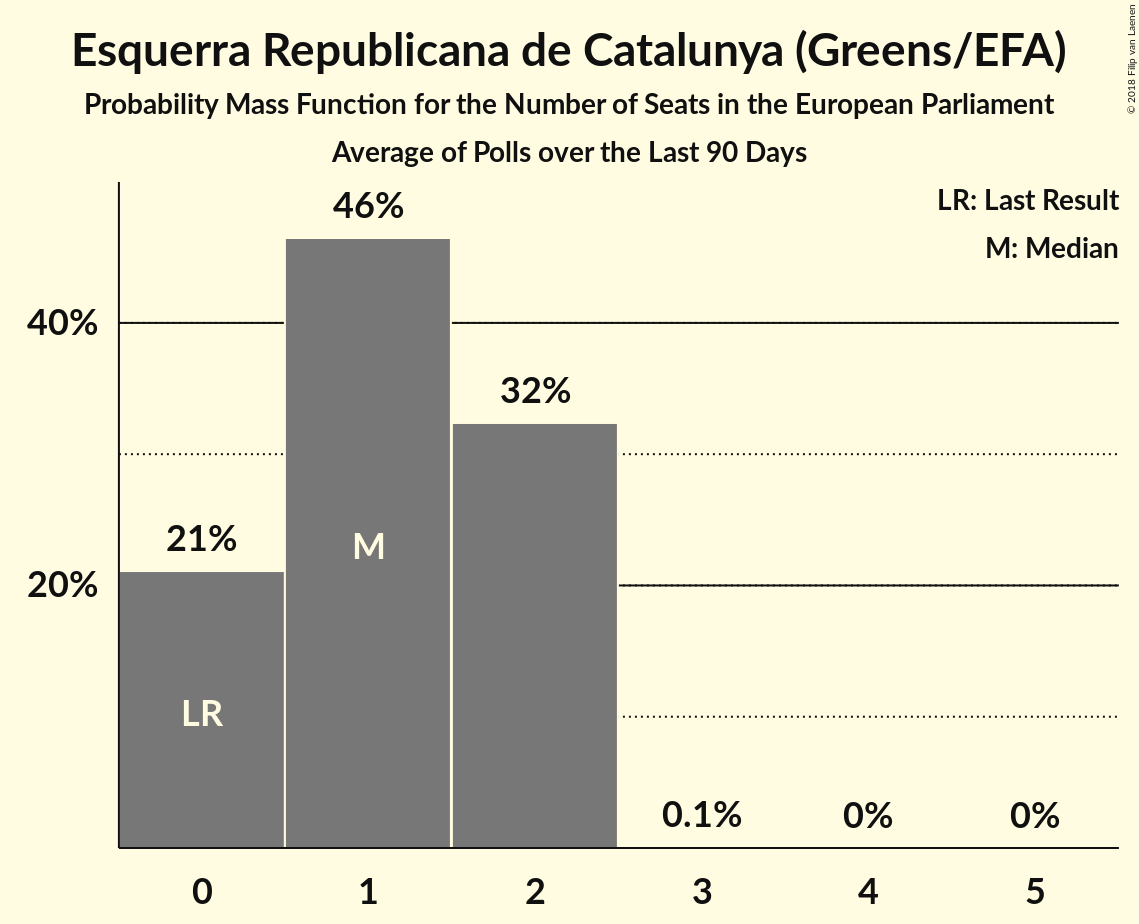 Esquerra Republicana de Catalunya (Greens/EFA)
Probability Mass Function for the Number of Seats in the European Parliament
Average of Polls over the Last 90 Days
© 2018 Filip van Laenen
LR: Last Result
M: Median
46%
40%
32%
21%
20%
M
LR
0.1%
0%
0%
0 1 2 3 4 5